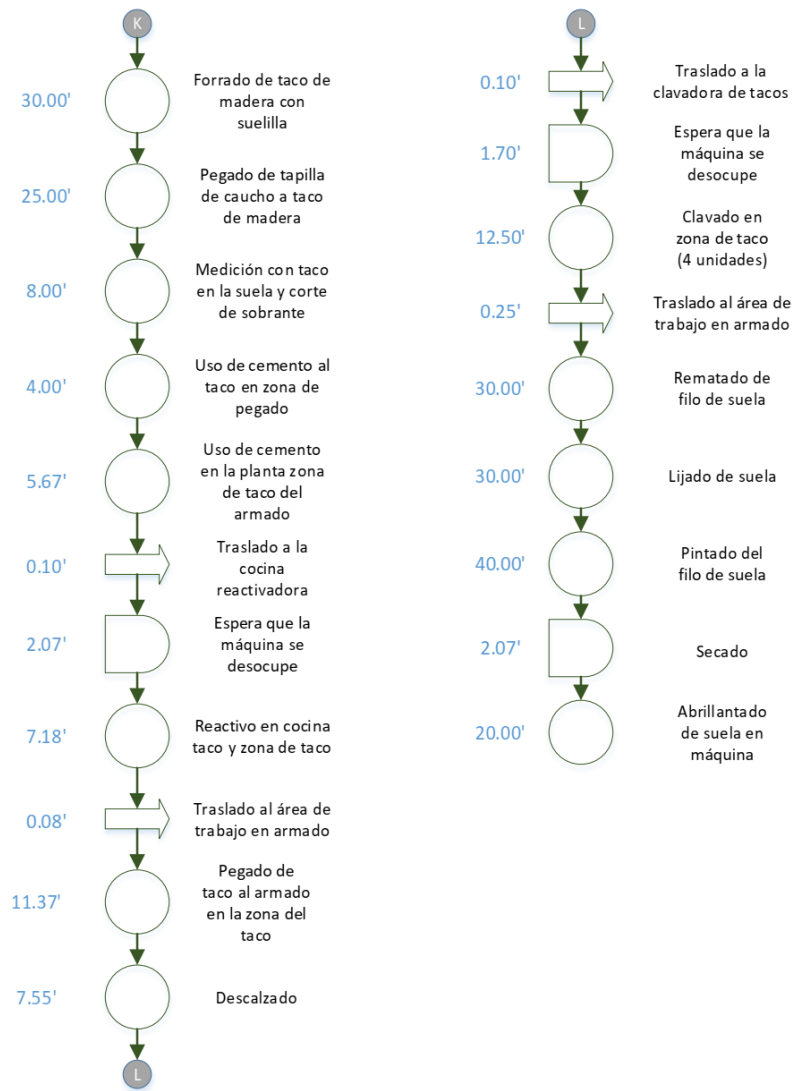 K
30.00'
Forrado de taco de
madera con
suelilla
25.00'
Pegado de tapilla
de caucho a taco
de madera
8.00'
Medición con taco
en la suela y corte
de sobrante
4.00'
Uso de cemento al
taco en zona de
pegado
5.67'
Uso de cemento
en la planta zona
de taco del
armado
0.10'
Traslado a la
cocina
reactivadora
2.07'
Espera que la
máquina se
desocupe
7.18'
Reactivo en cocina
taco y zona de taco
0.08'
Traslado al área de
trabajo en armado
11.37'
Pegado de
taco al armado
en la zona del
taco
7.55'
Descalzado
L
L
0.10'
Traslado a la
clavadora de tacos
1.70'
Espera que la
máquina se
desocupe
12.50'
Clavado en
zona de taco
(4 unidades)
0.25'
Traslado al área de
trabajo en armado
30.00'
Rematado de
filo de suela
30.00'
Lijado de suela
40.00'
Pintado del
filo de suela
2.07'
Secado
20.00'
Abrillantado
de suela en
máquina